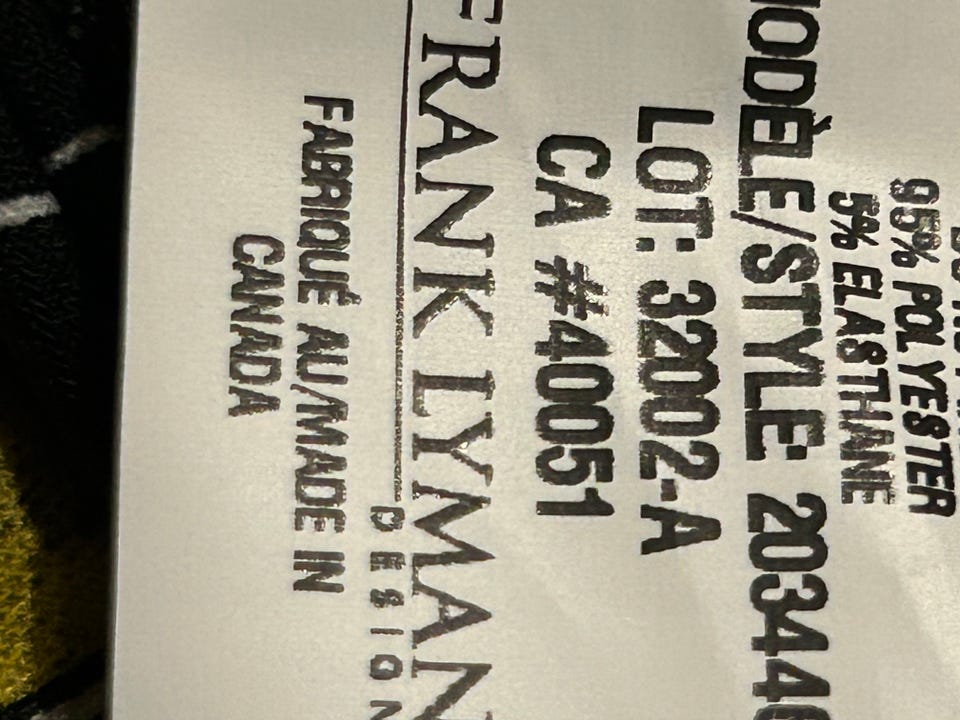 95% POLYESTER
5% ELASTHANE
MODÈLE/STYLE 20344
LOT: 32002-A
CA #40051
FRANK LYMAN
DESIGN
FABRIQUÉ AU/MADE IN
CANADA